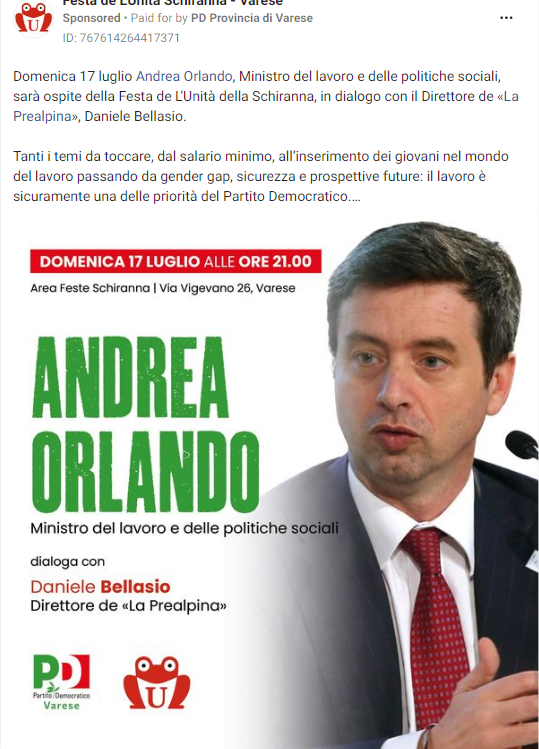 Festa de L'Unità Schiranna - Varese
Sponsored • Paid for by PD Provincia di Varese
ID: 767614264417371
Domenica 17 luglio Andrea Orlando, Ministro del lavoro e delle politiche sociali,
sarà ospite della Festa de L’Unità della Schiranna, in dialogo con il Direttore de «La
Prealpina», Daniele Bellasio.
Tanti i temi da toccare, dal salario minimo, all’inserimento dei giovani nel mondo
del lavoro passando da gender gap, sicurezza e prospettive future: il lavoro è
sicuramente una delle priorità del Partito Democratico.…
DOMENICA 17 LUGLIO ALLE ORE 21.00
Area Feste Schiranna | Via Vigevano 26, Varese
ANDREA
ORLANDO
Ministro del lavoro e delle politiche sociali
dialoga con
Daniele Bellasio
Direttore de «La Prealpina»
PD
Partito Democratico
Varese
U
U